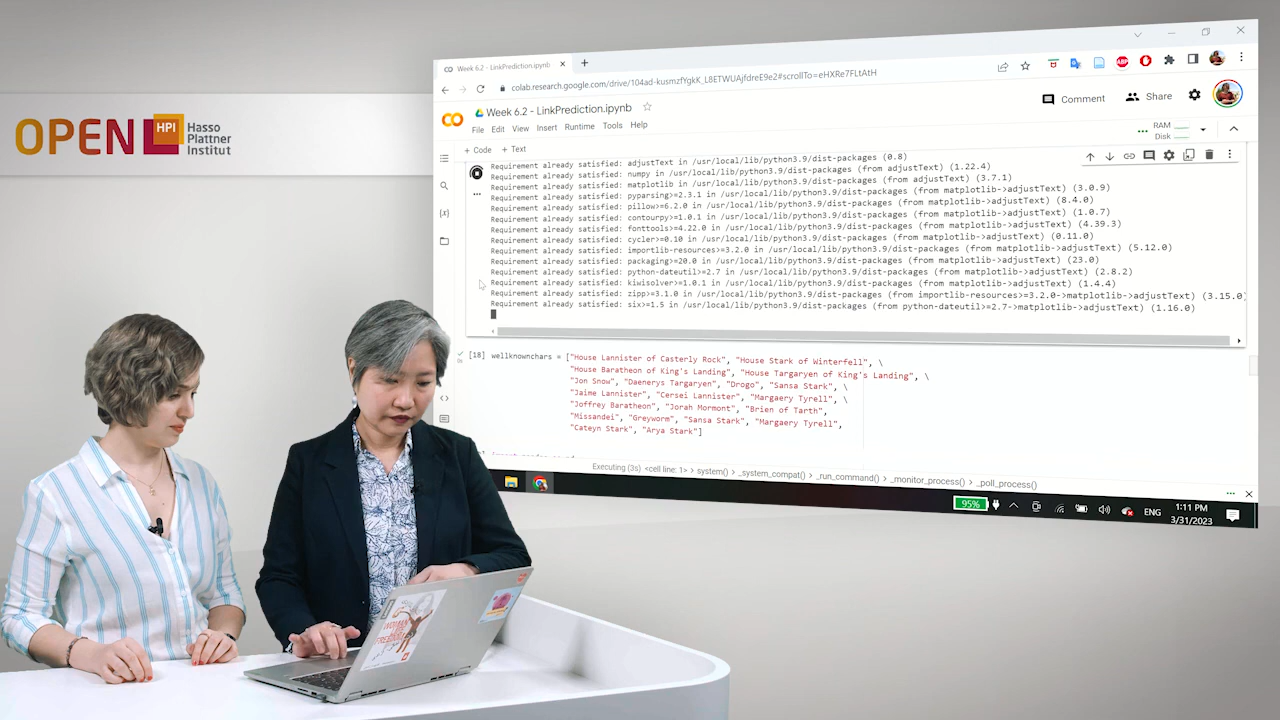 OPEN HPI Hasso
Plattner
Institut
Week 6.2 - LinkPrediction.ipynb
colab.research.google.com/drive/104ad-kusmzfYgkK_L8ETWUAjfdreE9e2#scrollTo=eHXRe7FLtAtH
Week 6.2 - LinkPrediction.ipynb
Comment
Share
File Edit View Insert Runtime Tools Help
RAM
Disk
+ Code + Text
Requirement already satisfied: adjustText in /usr/local/lib/python3.9/dist-packages (0.8)
Requirement already satisfied: numpy in /usr/local/lib/python3.9/dist-packages (from adjustText) (1.22.4)
Requirement already satisfied: matplotlib in /usr/local/lib/python3.9/dist-packages (from adjustText) (3.7.1)
Requirement already satisfied: pyparsing>=2.3.1 in /usr/local/lib/python3.9/dist-packages (from matplotlib->adjustText) (3.0.9)
Requirement already satisfied: pillow>=6.2.0 in /usr/local/lib/python3.9/dist-packages (from matplotlib->adjustText) (8.4.0)
Requirement already satisfied: contourpy>=1.0.1 in /usr/local/lib/python3.9/dist-packages (from matplotlib->adjustText) (1.0.7)
Requirement already satisfied: fonttools>=4.22.0 in /usr/local/lib/python3.9/dist-packages (from matplotlib->adjustText) (4.39.3)
Requirement already satisfied: cycler>=0.10 in /usr/local/lib/python3.9/dist-packages (from matplotlib->adjustText) (0.11.0)
Requirement already satisfied: importlib-resources>=3.2.0 in /usr/local/lib/python3.9/dist-packages (from matplotlib->adjustText) (5.12.0)
Requirement already satisfied: packaging>=20.0 in /usr/local/lib/python3.9/dist-packages (from matplotlib->adjustText) (23.0)
Requirement already satisfied: python-dateutil>=2.7 in /usr/local/lib/python3.9/dist-packages (from matplotlib->adjustText) (2.8.2)
Requirement already satisfied: kiwisolver>=1.0.1 in /usr/local/lib/python3.9/dist-packages (from matplotlib->adjustText) (1.4.4)
Requirement already satisfied: zipp>=3.1.0 in /usr/local/lib/python3.9/dist-packages (from importlib-resources>=3.2.0->matplotlib->adjustText) (3.15.0)
Requirement already satisfied: six>=1.5 in /usr/local/lib/python3.9/dist-packages (from python-dateutil>=2.7->matplotlib->adjustText) (1.16.0)
[18] wellknownchars = ["House Lannister of Casterly Rock", "House Stark of Winterfell", \
"House Baratheon of King's Landing", "House Targaryen of King's Landing", \
"Jon Snow", "Daenerys Targaryen", "Drogo", "Sansa Stark", \
"Jaime Lannister", "Cersei Lannister", "Margaery Tyrell", \
"Joffrey Baratheon", "Jorah Mormont", "Brien of Tarth",
"Missandei", "Greyworm", "Sansa Stark", "Margaery Tyrell",
"Cateyn Stark", "Arya Stark"]
Executing (3s) <cell line: 1> > system() > _system_compat() > _run_command() > _monitor_process() > _poll_process()
95%
ENG
1:11 PM
3/31/2023